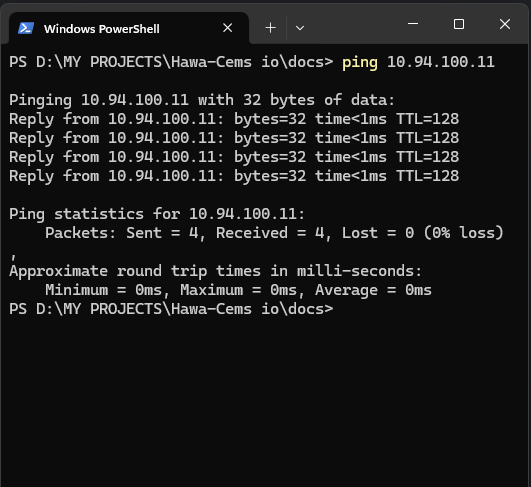 Windows PowerShell
PS D:\MY PROJECTS\Hawa-Cems io\docs> ping 10.94.100.11
Pinging 10.94.100.11 with 32 bytes of data:
Reply from 10.94.100.11: bytes=32 time<1ms TTL=128
Reply from 10.94.100.11: bytes=32 time<1ms TTL=128
Reply from 10.94.100.11: bytes=32 time<1ms TTL=128
Reply from 10.94.100.11: bytes=32 time<1ms TTL=128
Ping statistics for 10.94.100.11:
    Packets: Sent = 4, Received = 4, Lost = 0 (0% loss)
,
Approximate round trip times in milli-seconds:
    Minimum = 0ms, Maximum = 0ms, Average = 0ms
PS D:\MY PROJECTS\Hawa-Cems io\docs>